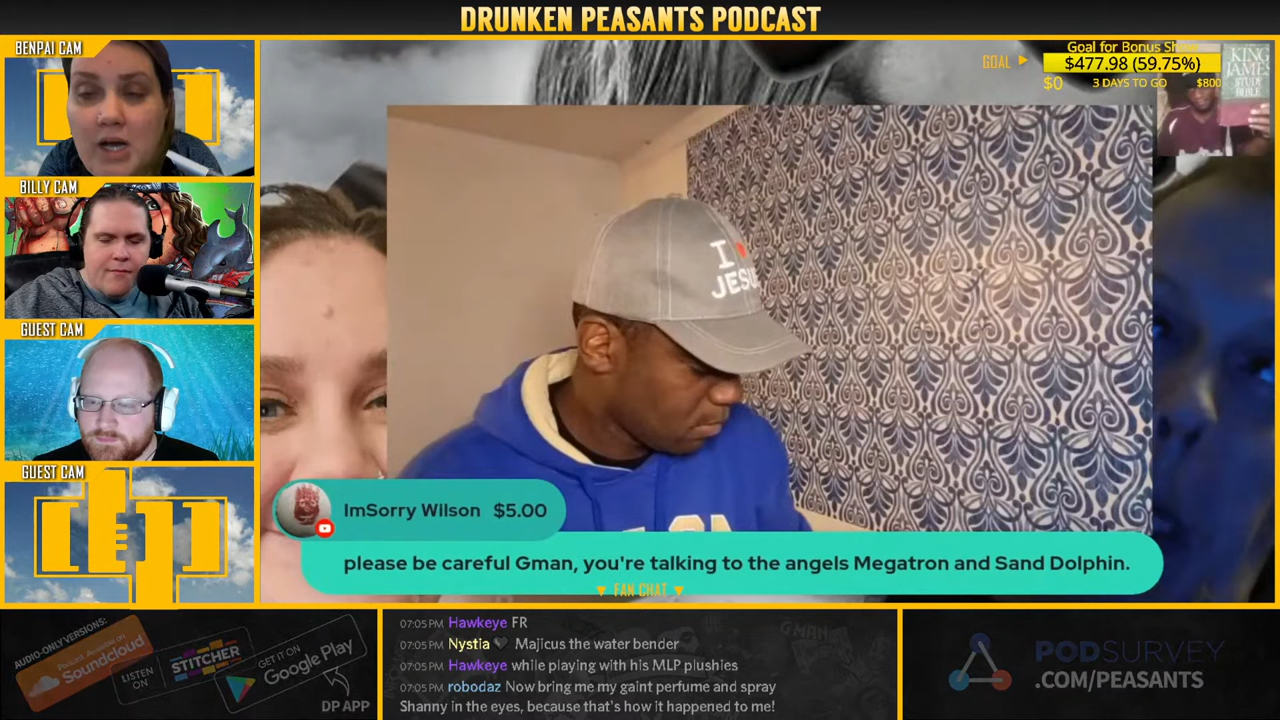 DRUNKEN PEASANTS PODCAST
BENPAI CAM
BILLY CAM
GUEST CAM
GUEST CAM
GOAL
Goal for Bonus Show
$477.98 (59.75%)
$0 3 DAYS TO GO $800
KING
JAMES
STUDY
BIBLE
I
JESUS
ImSorry Wilson $5.00
please be careful Gman, you're talking to the angels Megatron and Sand Dolphin.
FAN CHAT
AUDIO-ONLY VERSIONS:
SOUNDCLOUD
LISTEN ON
STITCHER
GET IT ON
Google Play
DP APP
07:05 PM Hawkeye FR
07:05 PM Nystia Majicus the water bender
07:05 PM Hawkeye while playing with his MLP plushies
07:05 PM robodaz Now bring me my gaint perfume and spray
Shanny in the eyes, because that's how it happened to me!
PODSURVEY
.COM/PEASANTS